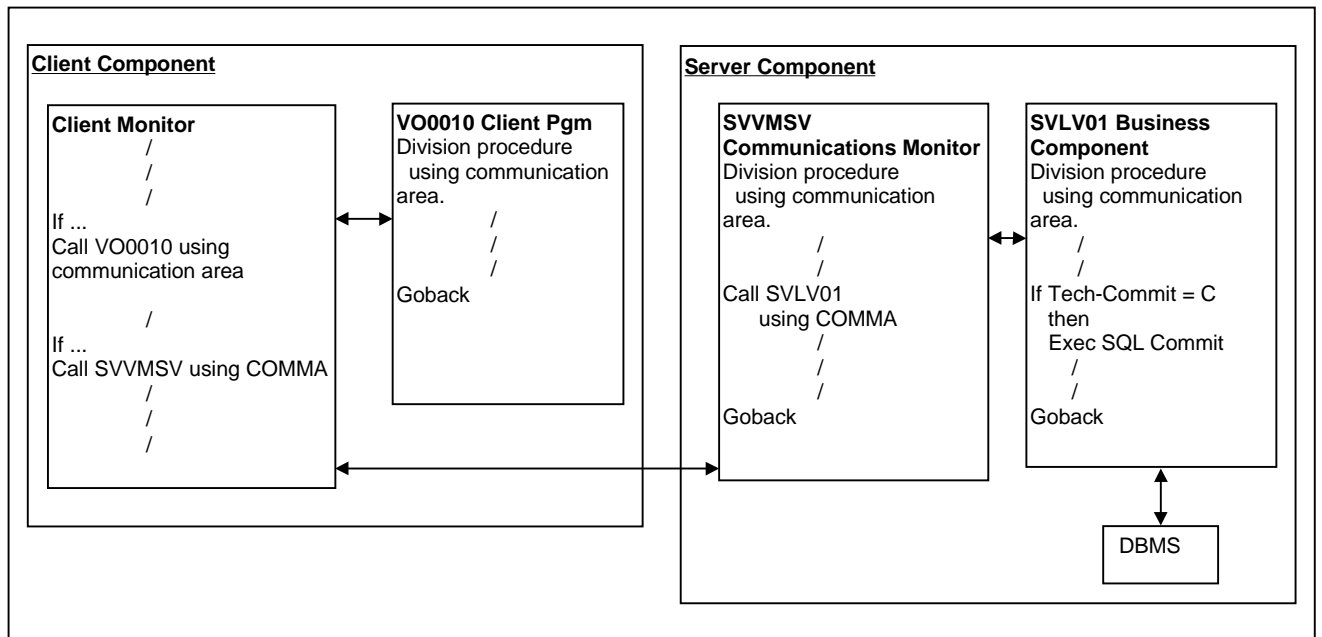 Client Component
Client Monitor
/
/
/
If ...
Call VO0010 using
communication area
/
If ...
Call SVVMSV using COMMA
/
/
/
VO0010 Client Pgm
Division procedure
using communication
area.
/
/
/
Goback
Server Component
SVVMSV
Communications Monitor
Division procedure
using communication
area.
/
/
Call SVLV01
using COMMA
/
/
/
Goback
SVLV01 Business
Component
Division procedure
using communication
area.
/
/
If Tech-Commit = C
then
Exec SQL Commit
/
/
Goback
DBMS